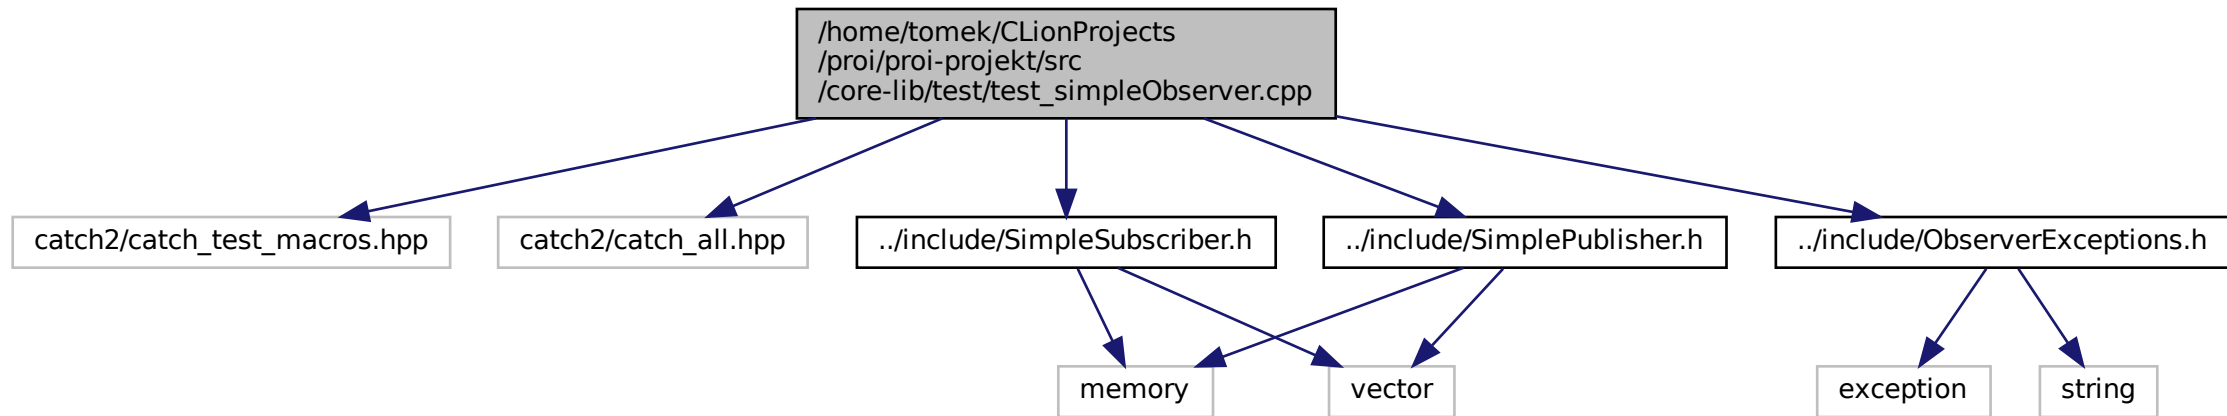 /home/tomek/CLionProjects
/proi/proi-projekt/src
/core-lib/test/test_simpleObserver.cpp
catch2/catch_test_macros.hpp
catch2/catch_all.hpp
../include/SimpleSubscriber.h
../include/SimplePublisher.h
../include/ObserverExceptions.h
memory
vector
exception
string